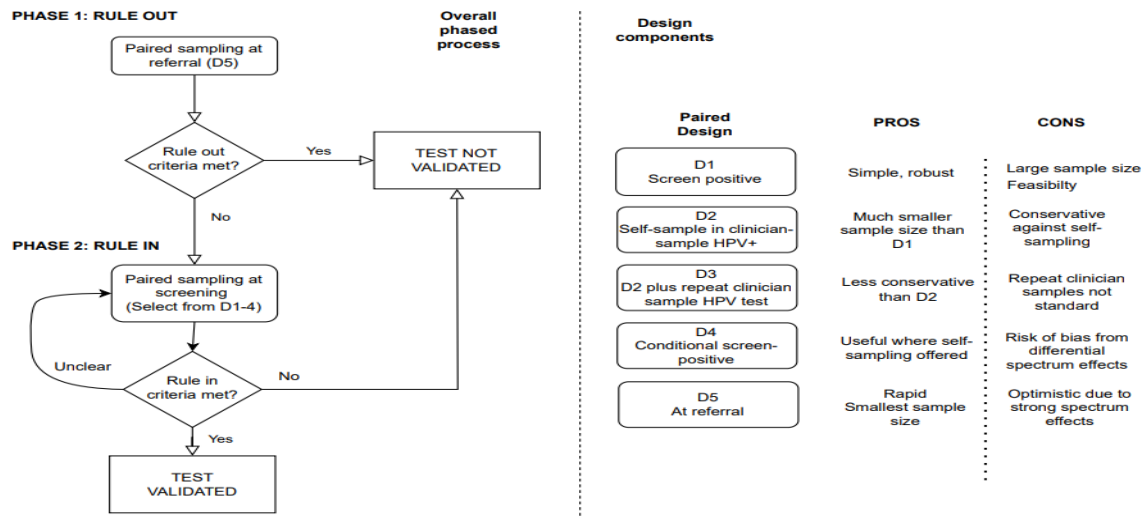 PHASE 1: RULE OUT
Overall
phased
process
Paired sampling at
referral (D5)
Rule out
criteria met?
Yes
TEST NOT
VALIDATED
No
PHASE 2: RULE IN
Paired sampling at
screening
(Select from D1-4)
Unclear
Rule in
criteria met?
No
Yes
TEST
VALIDATED
Design
components
Paired
Design
PROS
CONS
D1
Screen positive
Simple, robust
Large sample size
Feasibilty
D2
Self-sample in clinician-
sample HPV+
Much smaller
sample size than
D1
Conservative
against self-
sampling
D3
D2 plus repeat clinician
sample HPV test
Less conservative
than D2
Repeat clinician
samples not
standard
D4
Conditional screen-
positive
Useful where self-
sampling offered
Risk of bias from
differential
spectrum effects
D5
At referral
Rapid
Smallest sample
size
Optimistic due to
strong spectrum
effects